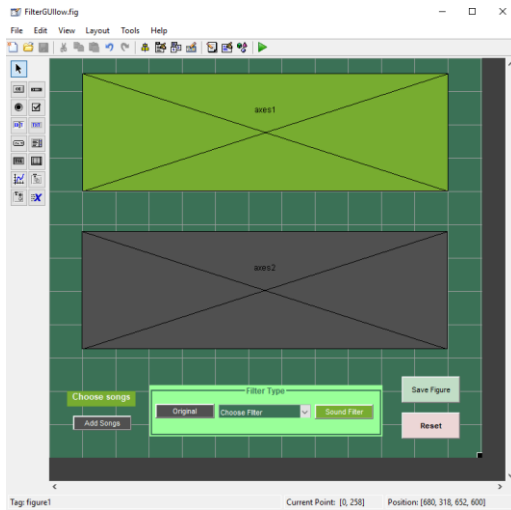 FilterGUIlow.fig
File Edit View Layout Tools Help
axes1
axes2
Choose songs
Add Songs
Filter Type
Original Choose Filter Sound Filter
Save Figure
Reset
Tag: figure1 Current Point: [0, 258] Position: [680, 318, 652, 600]